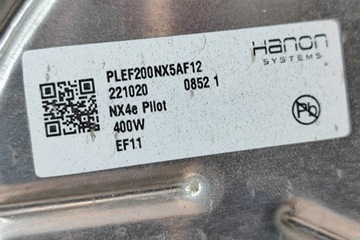 PLEF200NX5AF12
221020 0852 1
NX4e Pilot
400W
EF11
Hanon
SYSTEMS
Pb